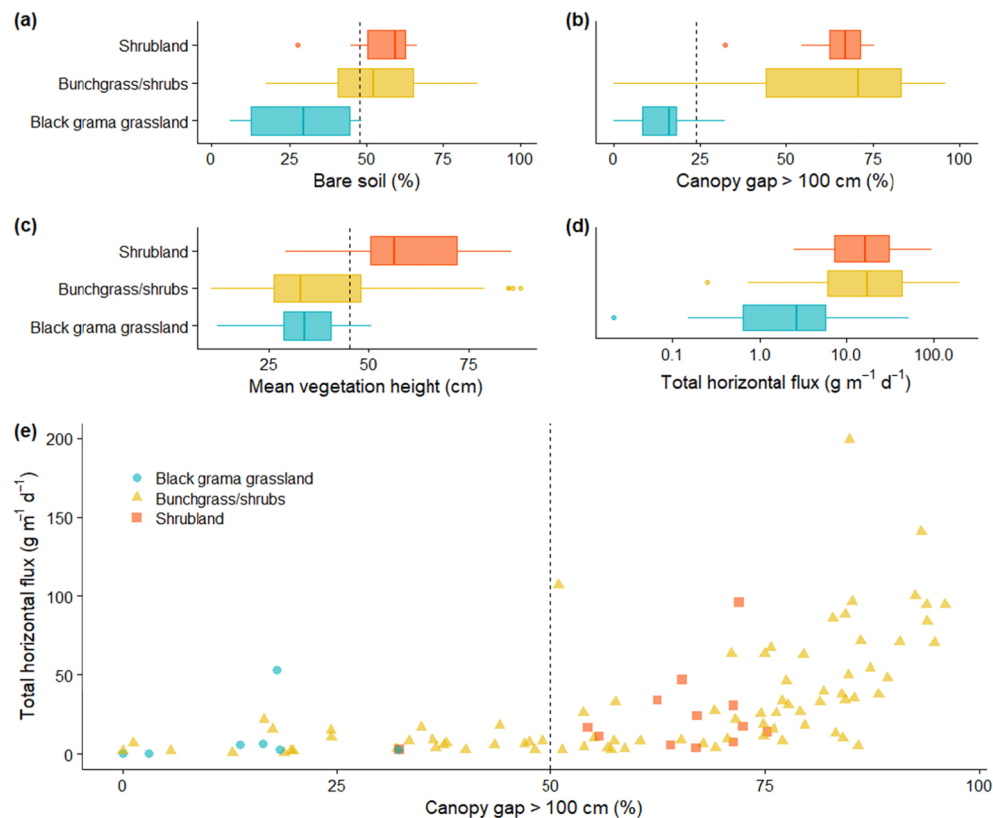 (a)
Shrubland
Bunchgrass/shrubs
Black grama grassland
0 25 50 75 100
Bare soil (%)
(b)
0 25 50 75 100
Canopy gap > 100 cm (%)
(c)
Shrubland
Bunchgrass/shrubs
Black grama grassland
25 50 75
Mean vegetation height (cm)
(d)
0.1 1.0 10.0 100.0
Total horizontal flux (g m⁻¹ d⁻¹)
(e)
Total horizontal flux (g m⁻¹ d⁻¹)
200
150
100
50
0
Black grama grassland
Bunchgrass/shrubs
Shrubland
0 25 50 75 100
Canopy gap > 100 cm (%)